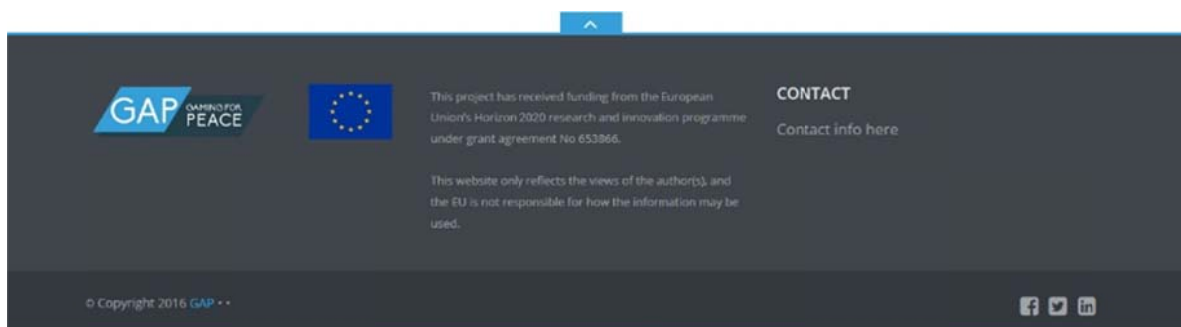 GAP GAMING FOR
PEACE
This project has received funding from the European
Union's Horizon 2020 research and innovation programme
under grant agreement No 653866.
This website only reflects the views of the author(s), and
the EU is not responsible for how the information may be
used.
CONTACT
Contact info here
© Copyright 2016 GAP • •